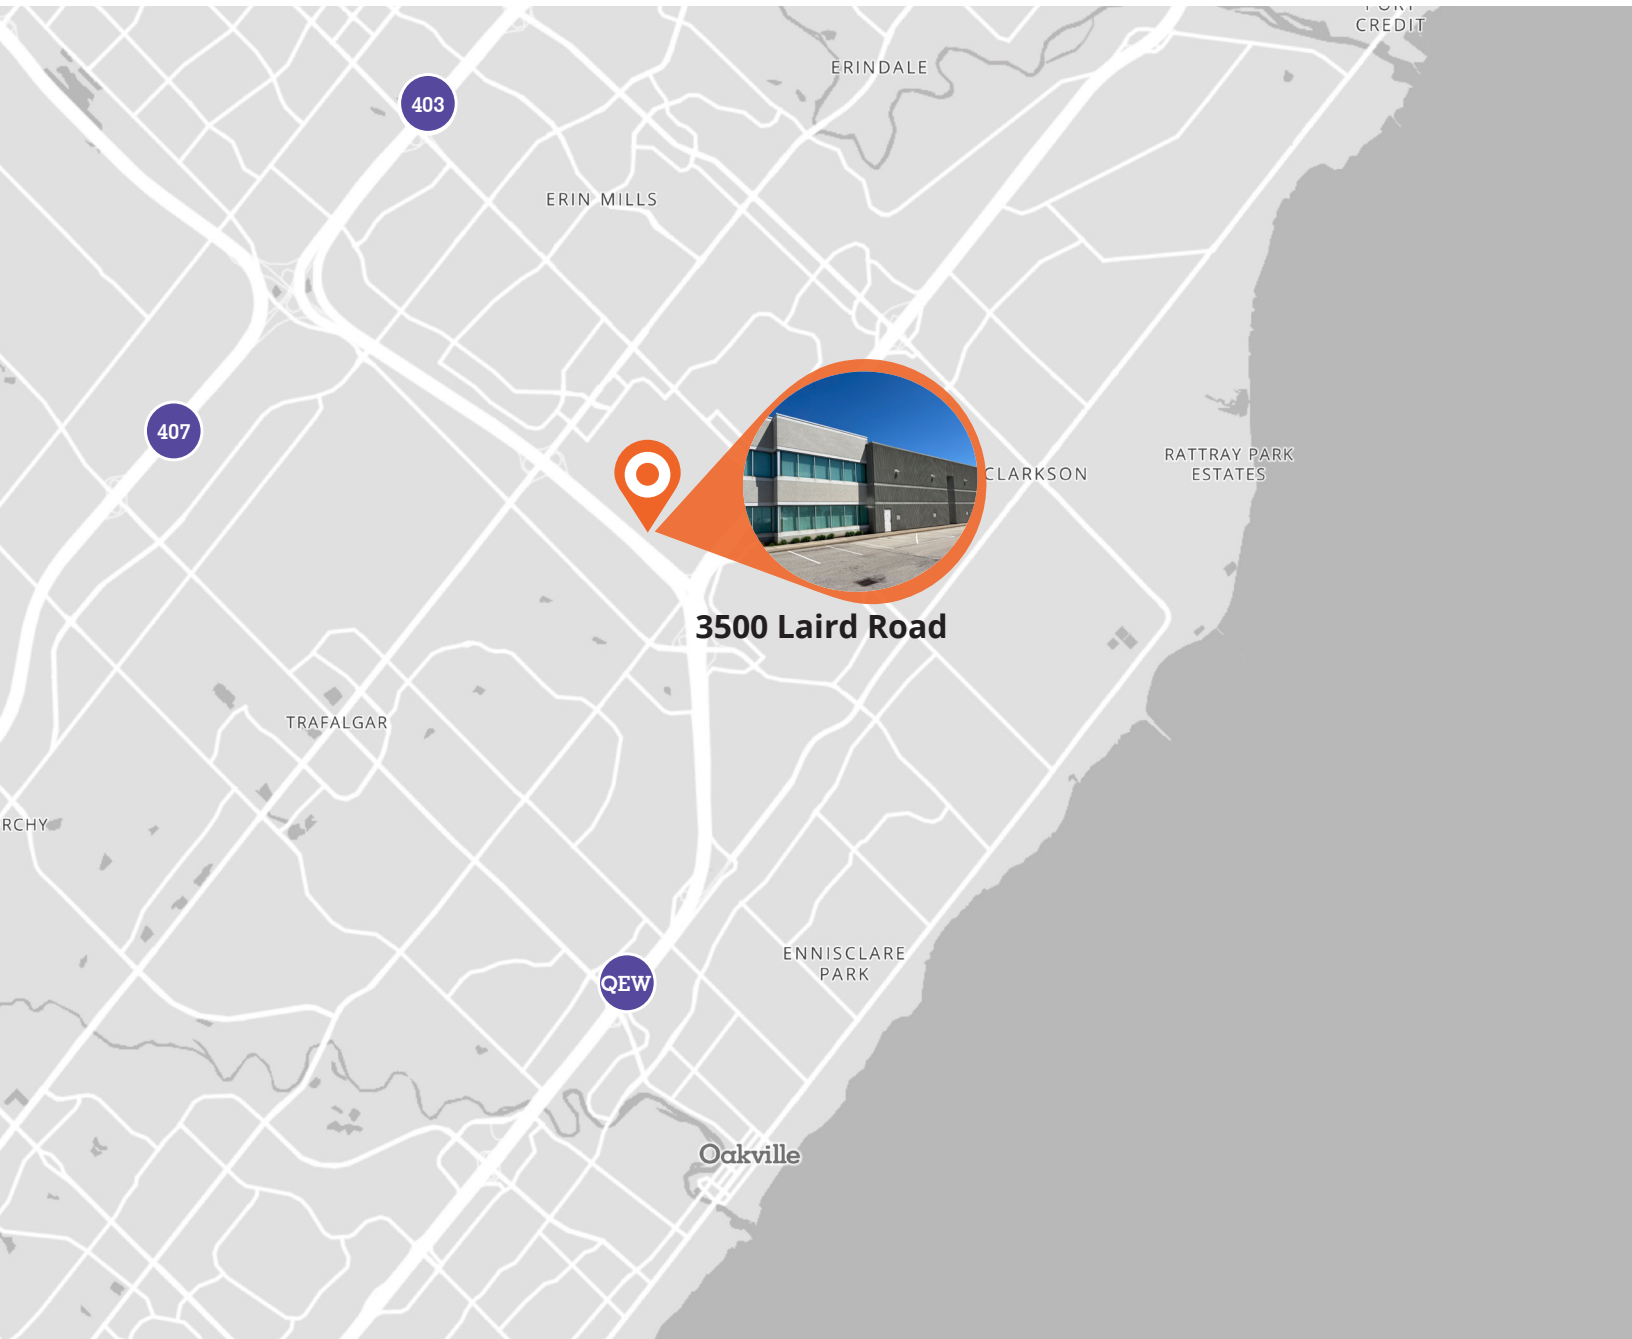 CREDIT
ERINDALE
403
ERIN MILLS
407
CLARKSON
RATTRAY PARK
ESTATES
3500 Laird Road
TRAFALGAR
RCHY
ENNISCLARE
PARK
QEW
Oakville